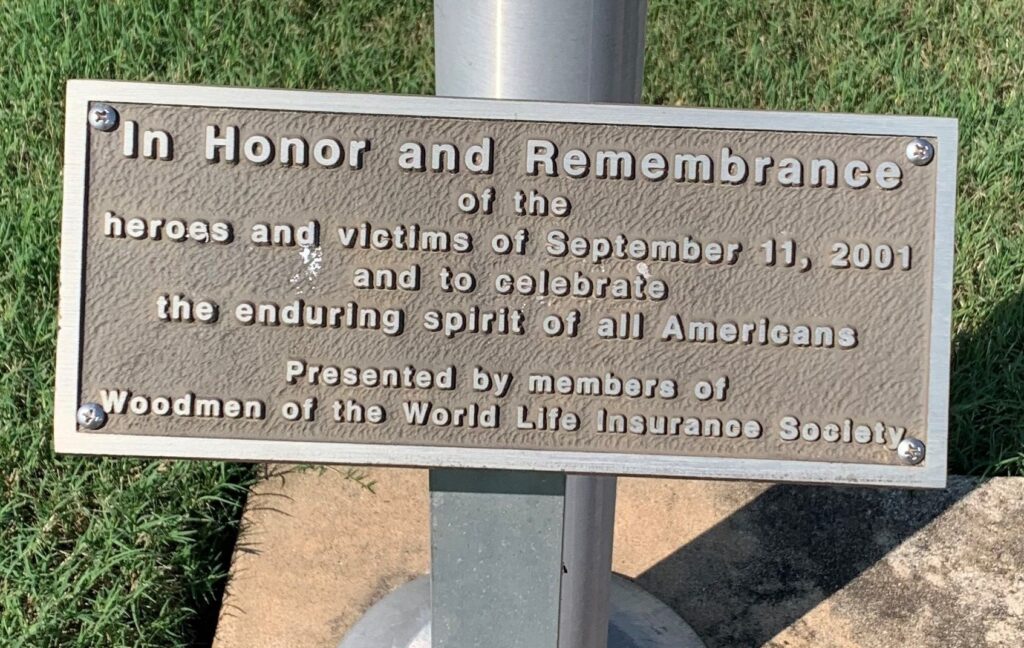 In Honor and Remembrance
of the
heroes and victims of September 11, 2001
and to celebrate
the enduring spirit of all Americans
Presented by members of
Woodmen of the World Life Insurance Society